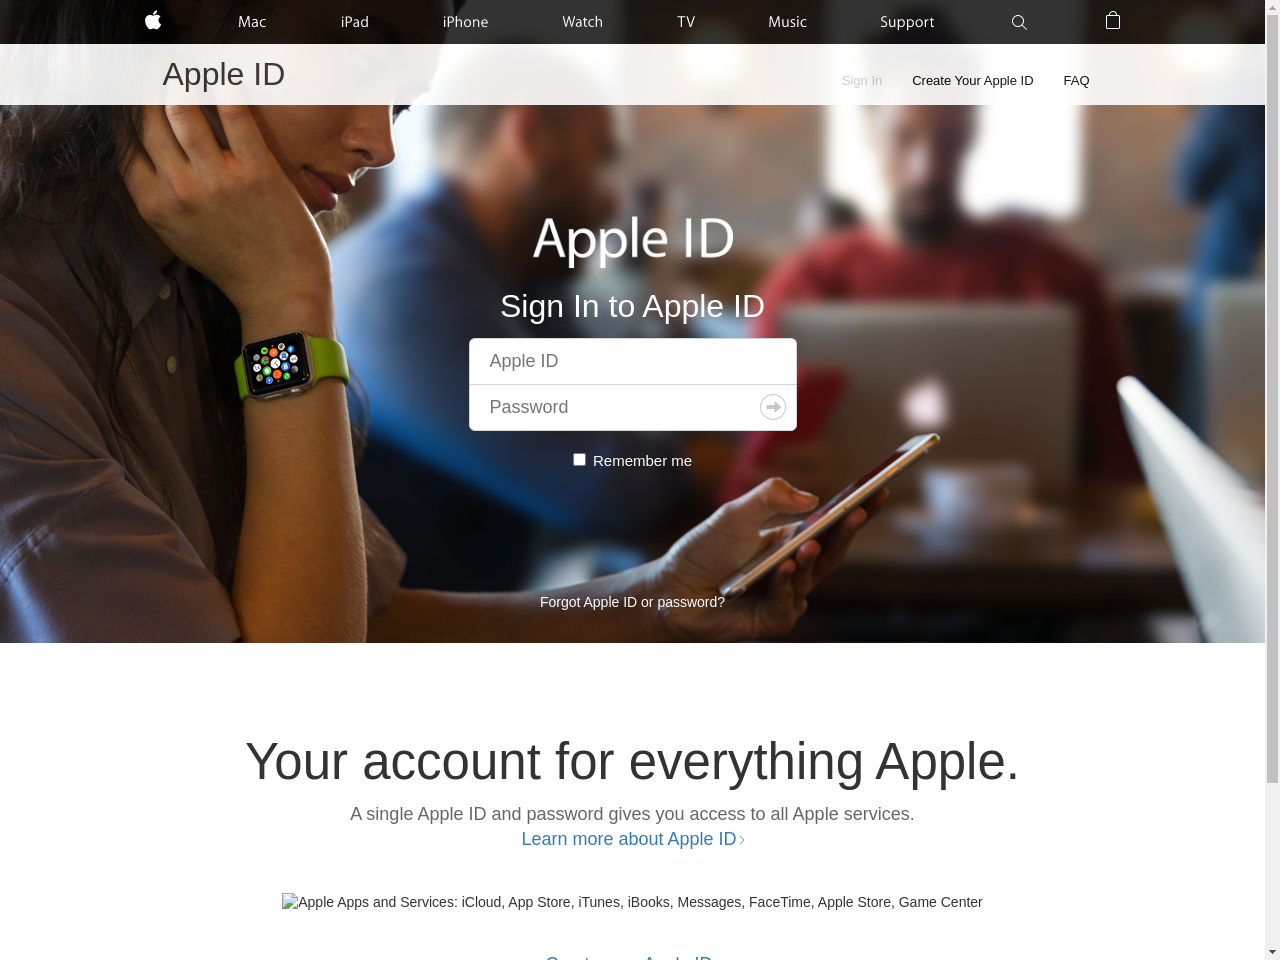 Mac iPad iPhone Watch TV Music Support
Apple ID Sign In Create Your Apple ID FAQ
Apple ID
Sign In to Apple ID
Apple ID
Password
Remember me
Forgot Apple ID or password?
Your account for everything Apple.
A single Apple ID and password gives you access to all Apple services.
Learn more about Apple ID
Apple Apps and Services: iCloud, App Store, iTunes, iBooks, Messages, FaceTime, Apple Store, Game Center